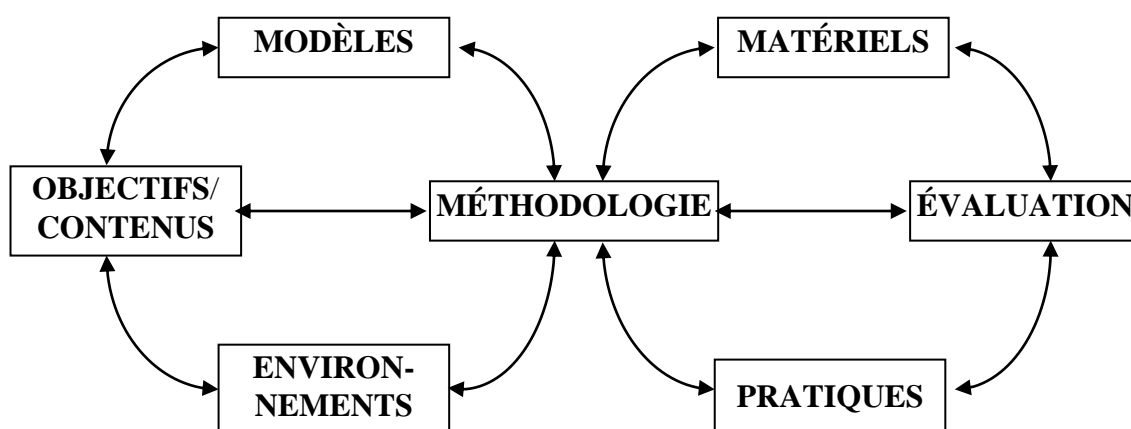 MODÈLES
MATÉRIELS
OBJECTIFS/
CONTENUS
MÉTHODOLOGIE
ÉVALUATION
ENVIRON-
NEMENTS
PRATIQUES